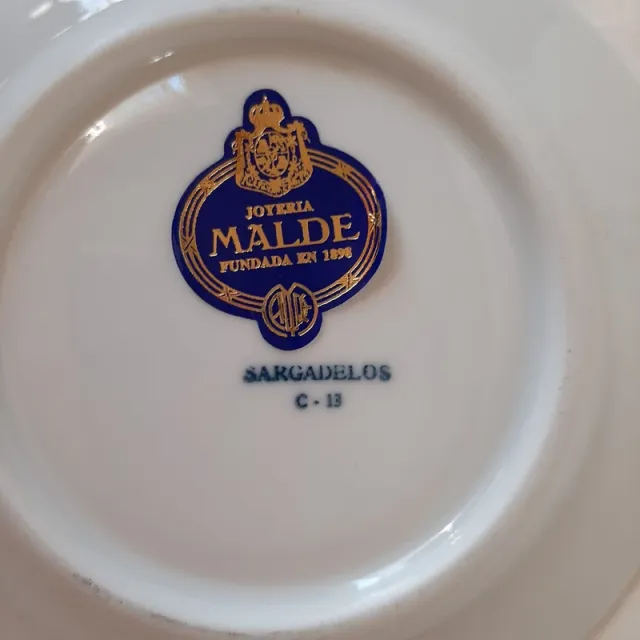 JOYERIA
MALDE
FUNDADA EN 1898
SARGADELOS
C - 13